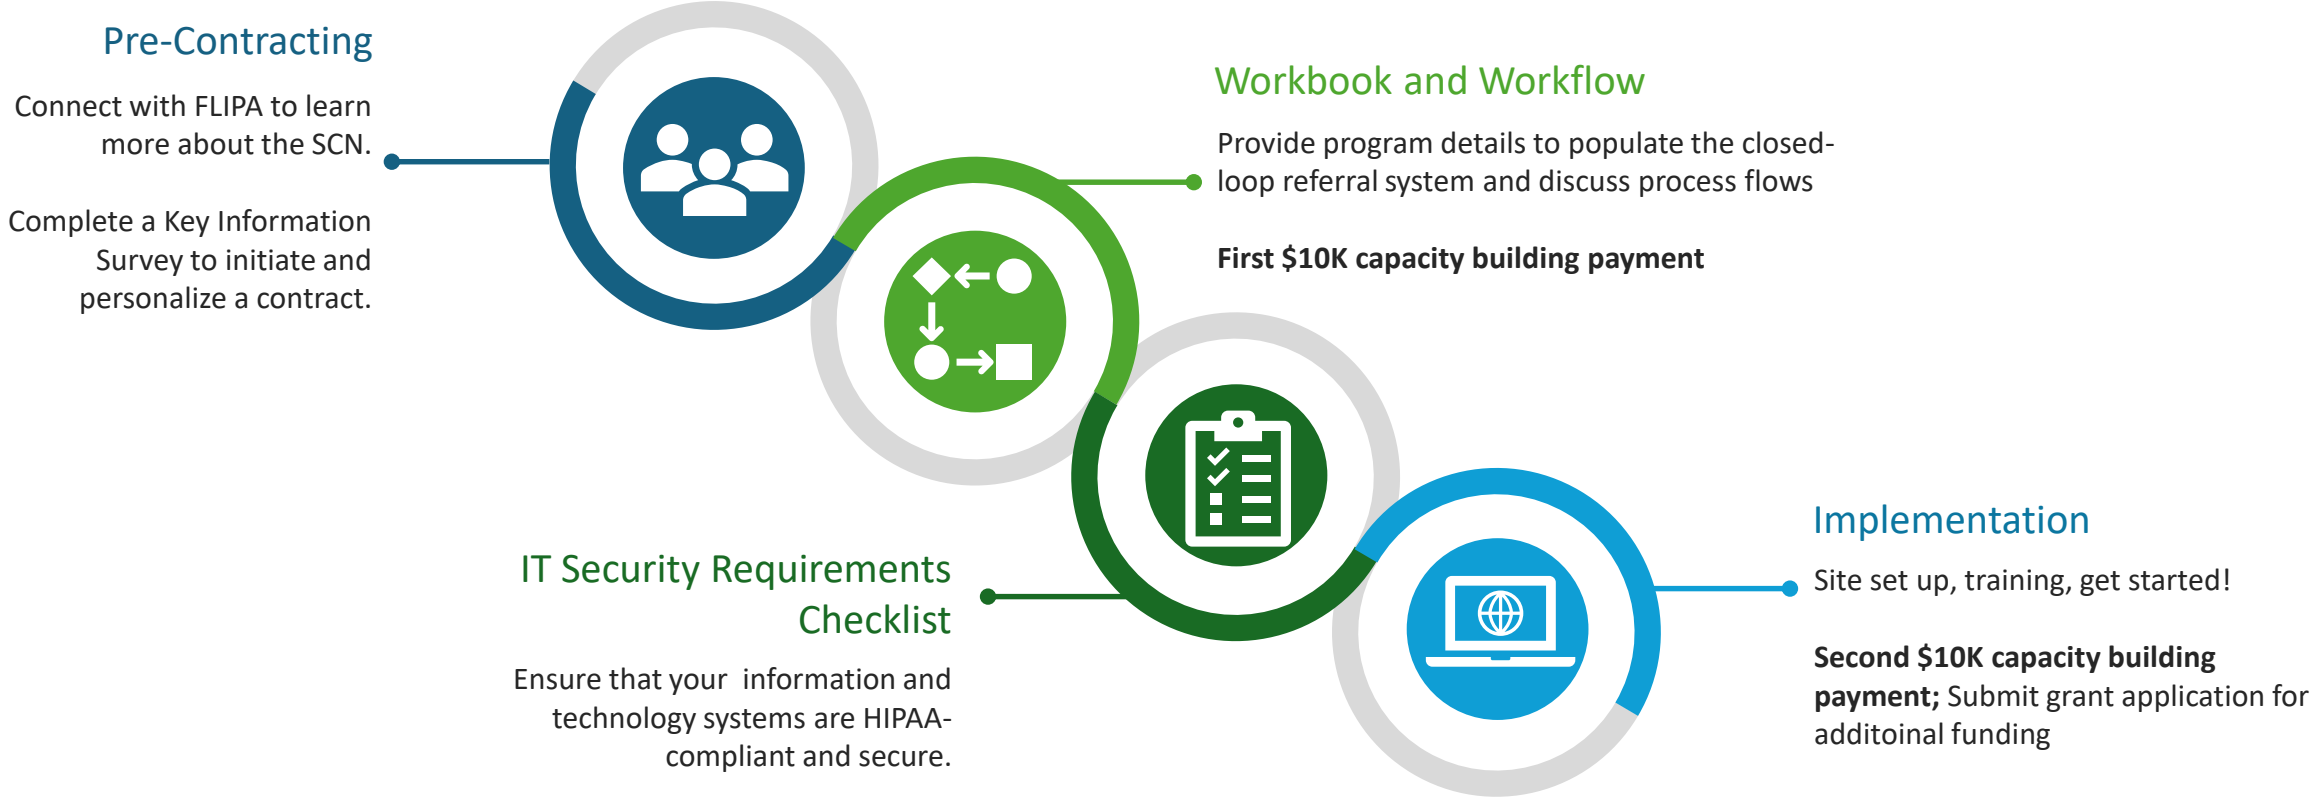 Pre-Contracting
Connect with FLIPA to learn
more about the SCN.
Complete a Key Information
Survey to initiate and
personalize a contract.
Workbook and Workflow
Provide program details to populate the closed-
loop referral system and discuss process flows
First $10K capacity building payment
IT Security Requirements
Checklist
Ensure that your  information and
technology systems are HIPAA-
compliant and secure.
Implementation
Site set up, training, get started!
Second $10K capacity building
payment; Submit grant application for
additoinal funding